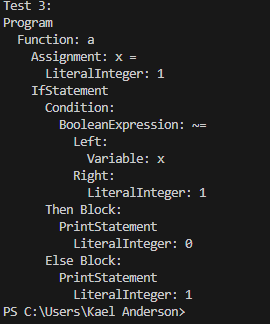 Test 3:
Program
  Function: a
    Assignment: x =
      LiteralInteger: 1
    IfStatement
      Condition:
        BooleanExpression: ~=
          Left:
            Variable: x
          Right:
            LiteralInteger: 1
      Then Block:
        PrintStatement
          LiteralInteger: 0
      Else Block:
        PrintStatement
          LiteralInteger: 1
PS C:\Users\Kael Anderson>